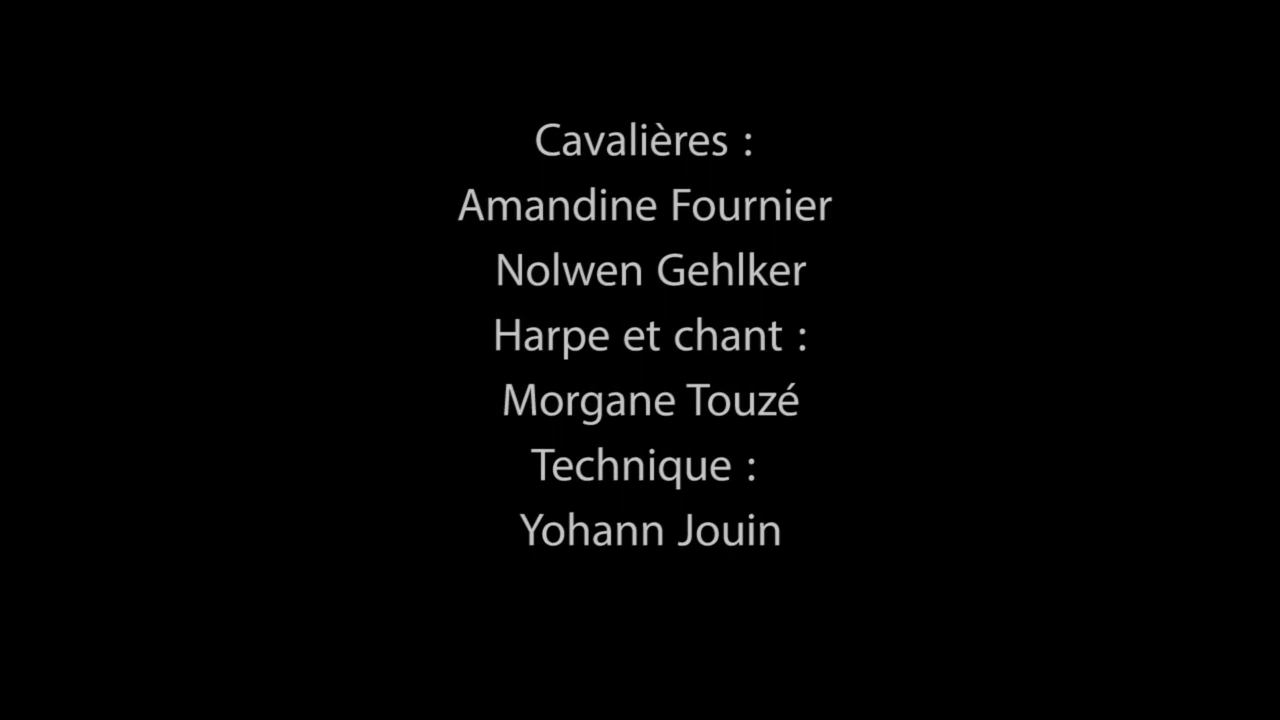 Cavalières :
Amandine Fournier
Nolwen Gehlker
Harpe et chant :
Morgane Touzé
Technique :
Yohann Jouin